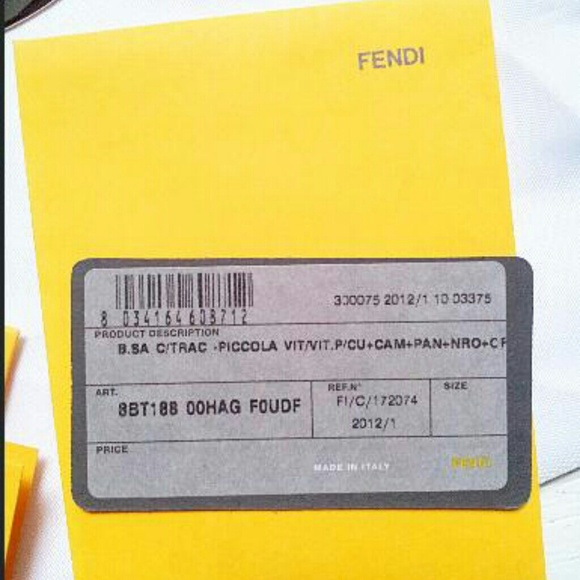 FENDI
300075 2012/1 10 03375
8 034164 608712
PRODUCT DESCRIPTION
B.SA C/TRAC -PICCOLA VIT/VIT.P/CU+CAM+PAN+NRO+CF
ART.
8BT188 00HAG F0UDF
REF.N°
FI/C/172074
2012/1
SIZE
PRICE
MADE IN ITALY